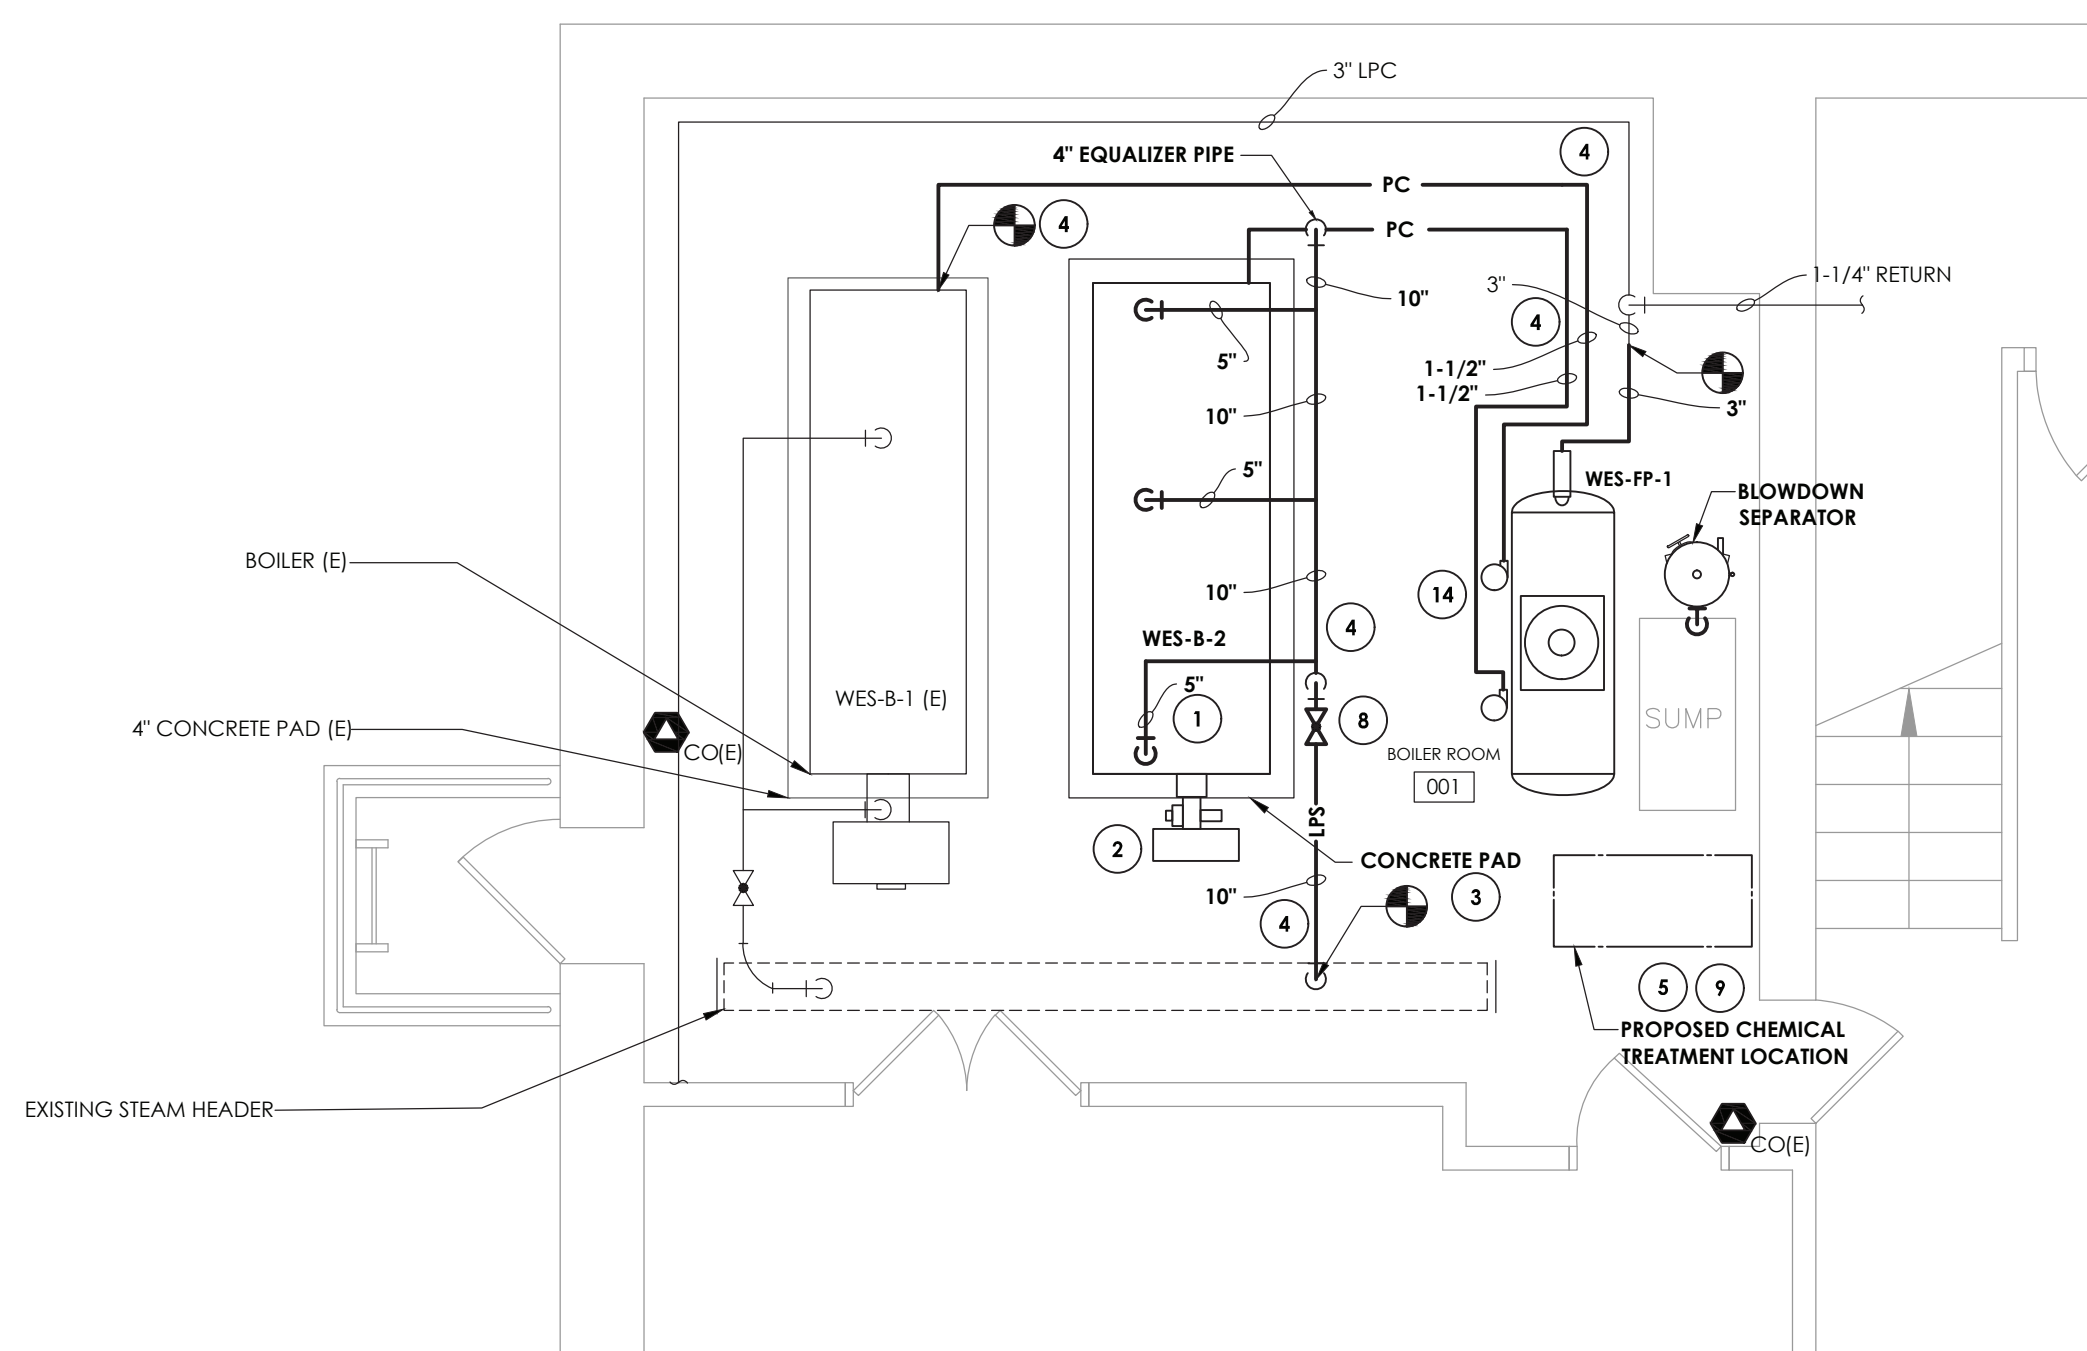 3" LPC
4
4" EQUALIZER PIPE
PC
4
PC
1-1/4" RETURN
3"
10"
4
5"
1-1/2"
1-1/2"
3"
10"
5"
WES-FP-1
BLOWDOWN
SEPARATOR
BOILER (E)
10"
14
4
WES-B-2
5"
WES-B-1 (E)
1
8
SUMP
4" CONCRETE PAD (E)
CO(E)
BOILER ROOM
001
LPS
2
CONCRETE PAD
10"
3
4
5
9
PROPOSED CHEMICAL
TREATMENT LOCATION
EXISTING STEAM HEADER
CO(E)